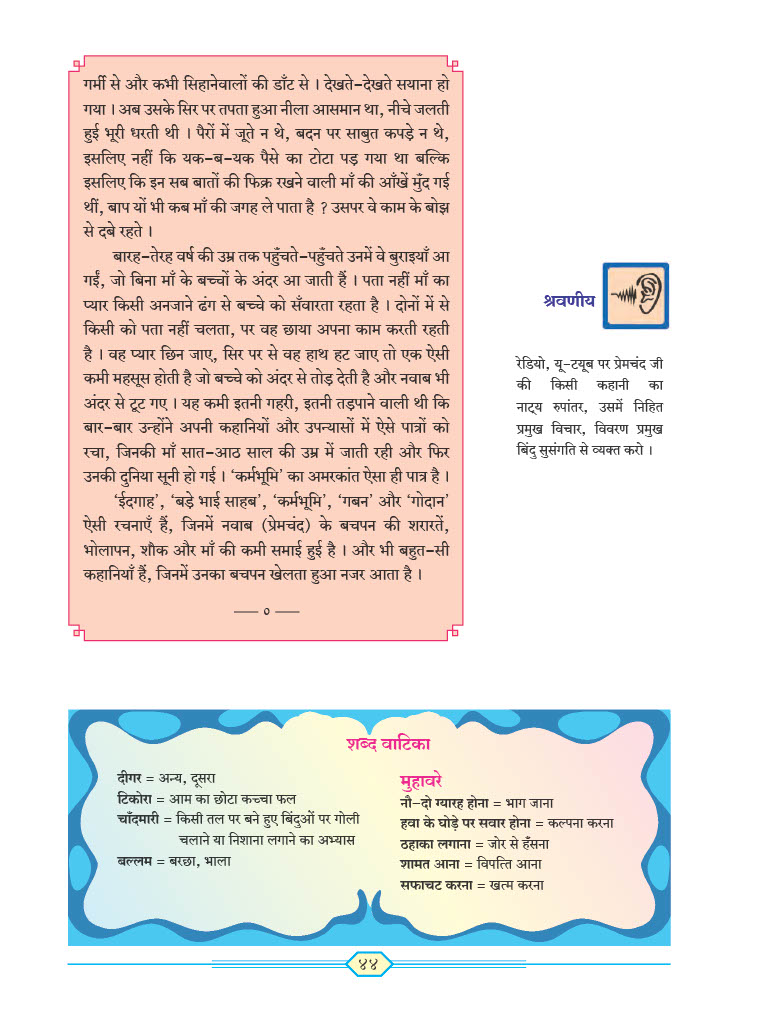 गर्मी से और कभी सिहानेवालों की डाँट से । देखते-देखते सयाना हो
गया । अब उसके सिर पर तपता हुआ नीला आसमान था, नीचे जलती
हुई भूरी धरती थी । पैरों में जूते न थे, बदन पर साबुत कपड़े न थे,
इसलिए नहीं कि यक-ब-यक पैसे का टोटा पड़ गया था बल्कि
इसलिए कि इन सब बातों की फिक्र रखने वाली माँ की आँखें मुँद गई
थीं, बाप यों भी कब माँ की जगह ले पाता है ? उसपर वे काम के बोझ
से दबे रहते ।
बारह-तेरह वर्ष की उम्र तक पहुँचते-पहुँचते उनमें वे बुराइयाँ आ
गईं, जो बिना माँ के बच्चों के अंदर आ जाती हैं । पता नहीं माँ का
प्यार किसी अनजाने ढंग से बच्चे को सँवारता रहता है । दोनों में से
किसी को पता नहीं चलता, पर वह छाया अपना काम करती रहती
है । वह प्यार छिन जाए, सिर पर से वह हाथ हट जाए तो एक ऐसी
कमी महसूस होती है जो बच्चे को अंदर से तोड़ देती है और नवाब भी
अंदर से टूट गए । यह कमी इतनी गहरी, इतनी तड़पाने वाली थी कि
बार-बार उन्होंने अपनी कहानियों और उपन्यासों में ऐसे पात्रों को
रचा, जिनकी माँ सात-आठ साल की उम्र में जाती रही और फिर
उनकी दुनिया सूनी हो गई । ‘कर्मभूमि’ का अमरकांत ऐसा ही पात्र है ।
‘ईदगाह’, ‘बड़े भाई साहब’, ‘कर्मभूमि’, ‘गबन’ और ‘गोदान’
ऐसी रचनाएँ हैं, जिनमें नवाब (प्रेमचंद) के बचपन की शरारतें,
भोलापन, शौक और माँ की कमी समाई हुई है । और भी बहुत-सी
कहानियाँ हैं, जिनमें उनका बचपन खेलता हुआ नजर आता है ।
—— ० ——
श्रवणीय
रेडियो, यू-ट्यूब पर प्रेमचंद जी
की किसी कहानी का
नाट्य रुपांतर, उसमें निहित
प्रमुख विचार, विवरण प्रमुख
बिंदु सुसंगति से व्यक्त करो ।
शब्द वाटिका
दीगर = अन्य, दूसरा
टिकोरा = आम का छोटा कच्चा फल
चाँदमारी = किसी तल पर बने हुए बिंदुओं पर गोली
चलाने या निशाना लगाने का अभ्यास
बल्लम = बरछा, भाला
मुहावरे
नौ-दो ग्यारह होना = भाग जाना
हवा के घोड़े पर सवार होना = कल्पना करना
ठहाका लगाना = जोर से हँसना
शामत आना = विपत्ति आना
सफाचट करना = खत्म करना
४४